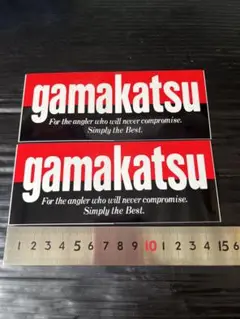 gamakatsu
For the angler who will never compromise.
Simply the Best.
gamakatsu
For the angler who will never compromise.
Simply the Best.
1 2 3 4 5 6 7 8 9 10 1 2 3 4 15 6